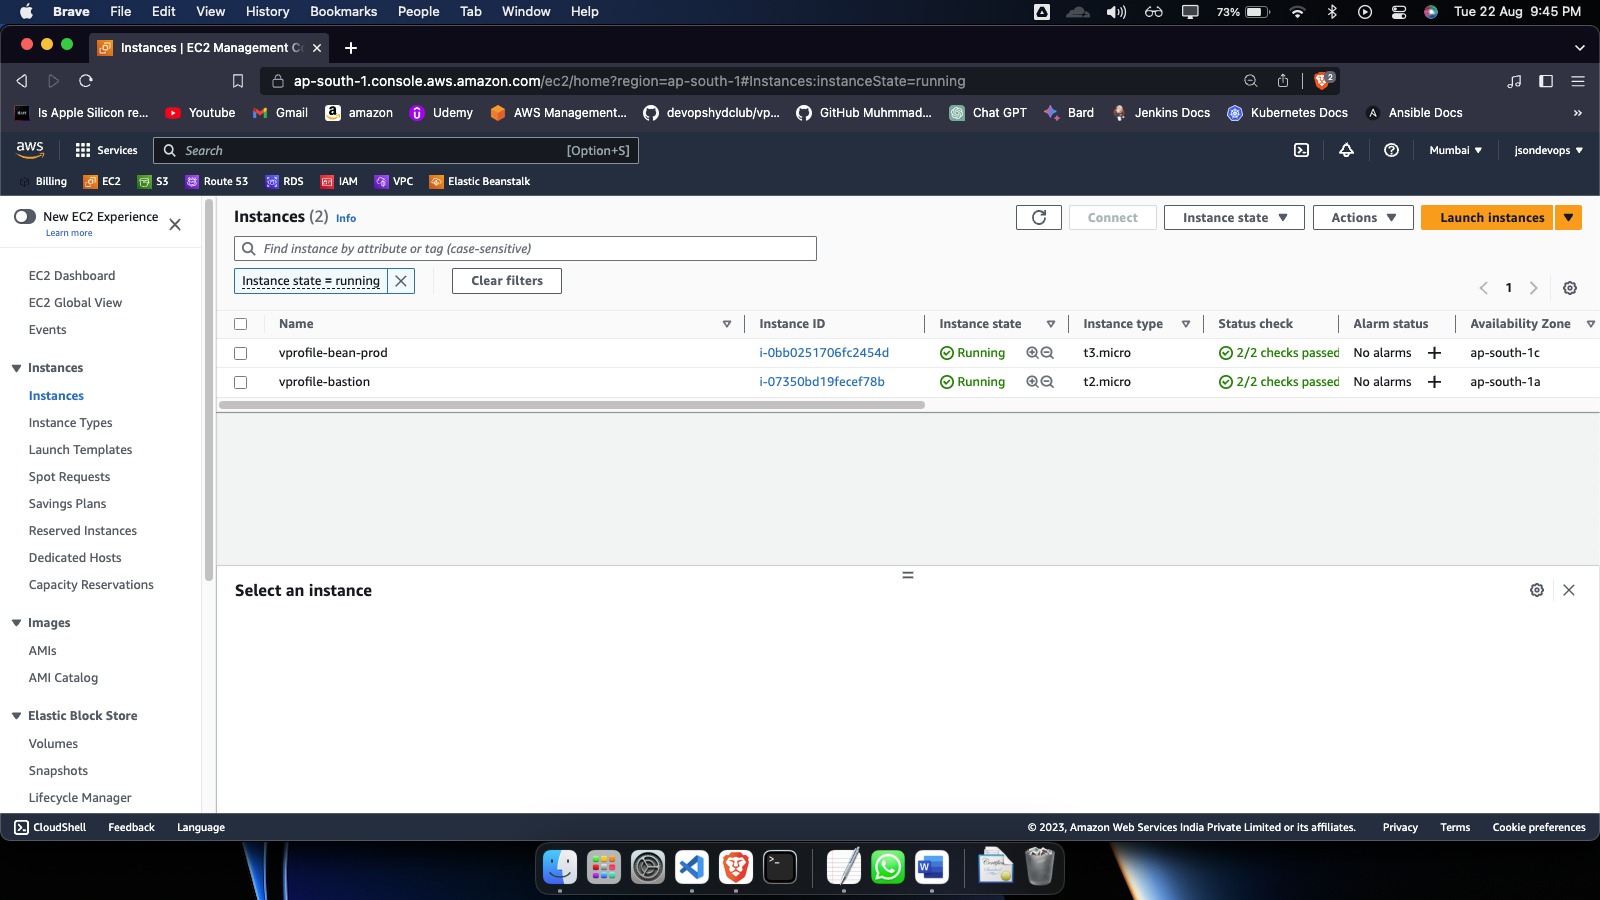 Brave File Edit View History Bookmarks People Tab Window Help 73% Tue 22 Aug 9:45 PM
Instances | EC2 Management Co
ap-south-1.console.aws.amazon.com/ec2/home?region=ap-south-1#Instances:instanceState=running 2
Is Apple Silicon re... Youtube Gmail amazon Udemy AWS Management... devopshydclub/vp... GitHub Muhmmad... Chat GPT Bard Jenkins Docs Kubernetes Docs Ansible Docs »
aws Services Search [Option+S] Mumbai jsondevops
Billing EC2 S3 Route 53 RDS IAM VPC Elastic Beanstalk
New EC2 Experience
Learn more
EC2 Dashboard
EC2 Global View
Events
Instances
Instances
Instance Types
Launch Templates
Spot Requests
Savings Plans
Reserved Instances
Dedicated Hosts
Capacity Reservations
Images
AMIs
AMI Catalog
Elastic Block Store
Volumes
Snapshots
Lifecycle Manager
Instances (2) Info Connect Instance state Actions Launch instances
Find instance by attribute or tag (case-sensitive)
Instance state = running Clear filters
1
Name Instance ID Instance state Instance type Status check Alarm status Availability Zone
vprofile-bean-prod i-0bb0251706fc2454d Running t3.micro 2/2 checks passed No alarms ap-south-1c
vprofile-bastion i-07350bd19fecef78b Running t2.micro 2/2 checks passed No alarms ap-south-1a
Select an instance
CloudShell Feedback Language © 2023, Amazon Web Services India Private Limited or its affiliates. Privacy Terms Cookie preferences